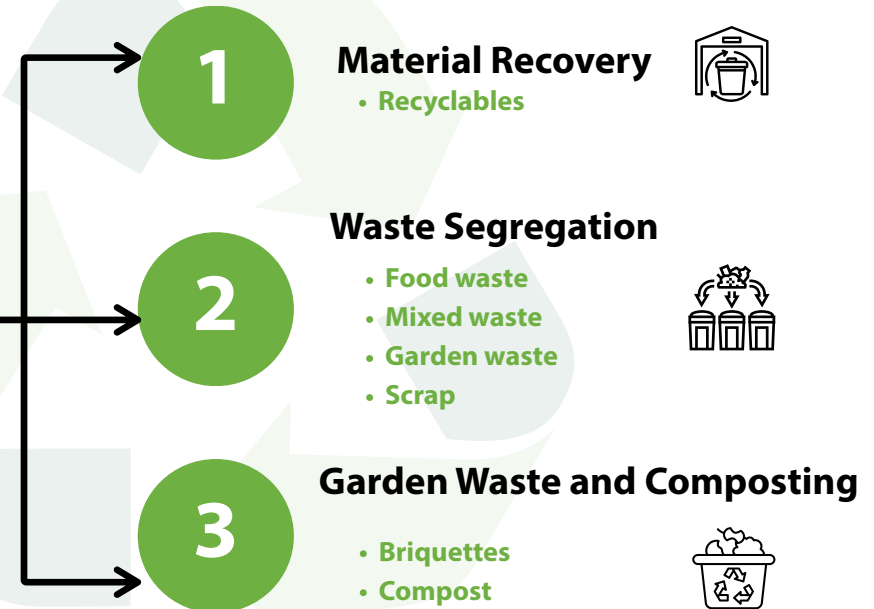 1
Material Recovery
• Recyclables
2
Waste Segregation
• Food waste
• Mixed waste
• Garden waste
• Scrap
3
Garden Waste and Composting
• Briquettes
• Compost